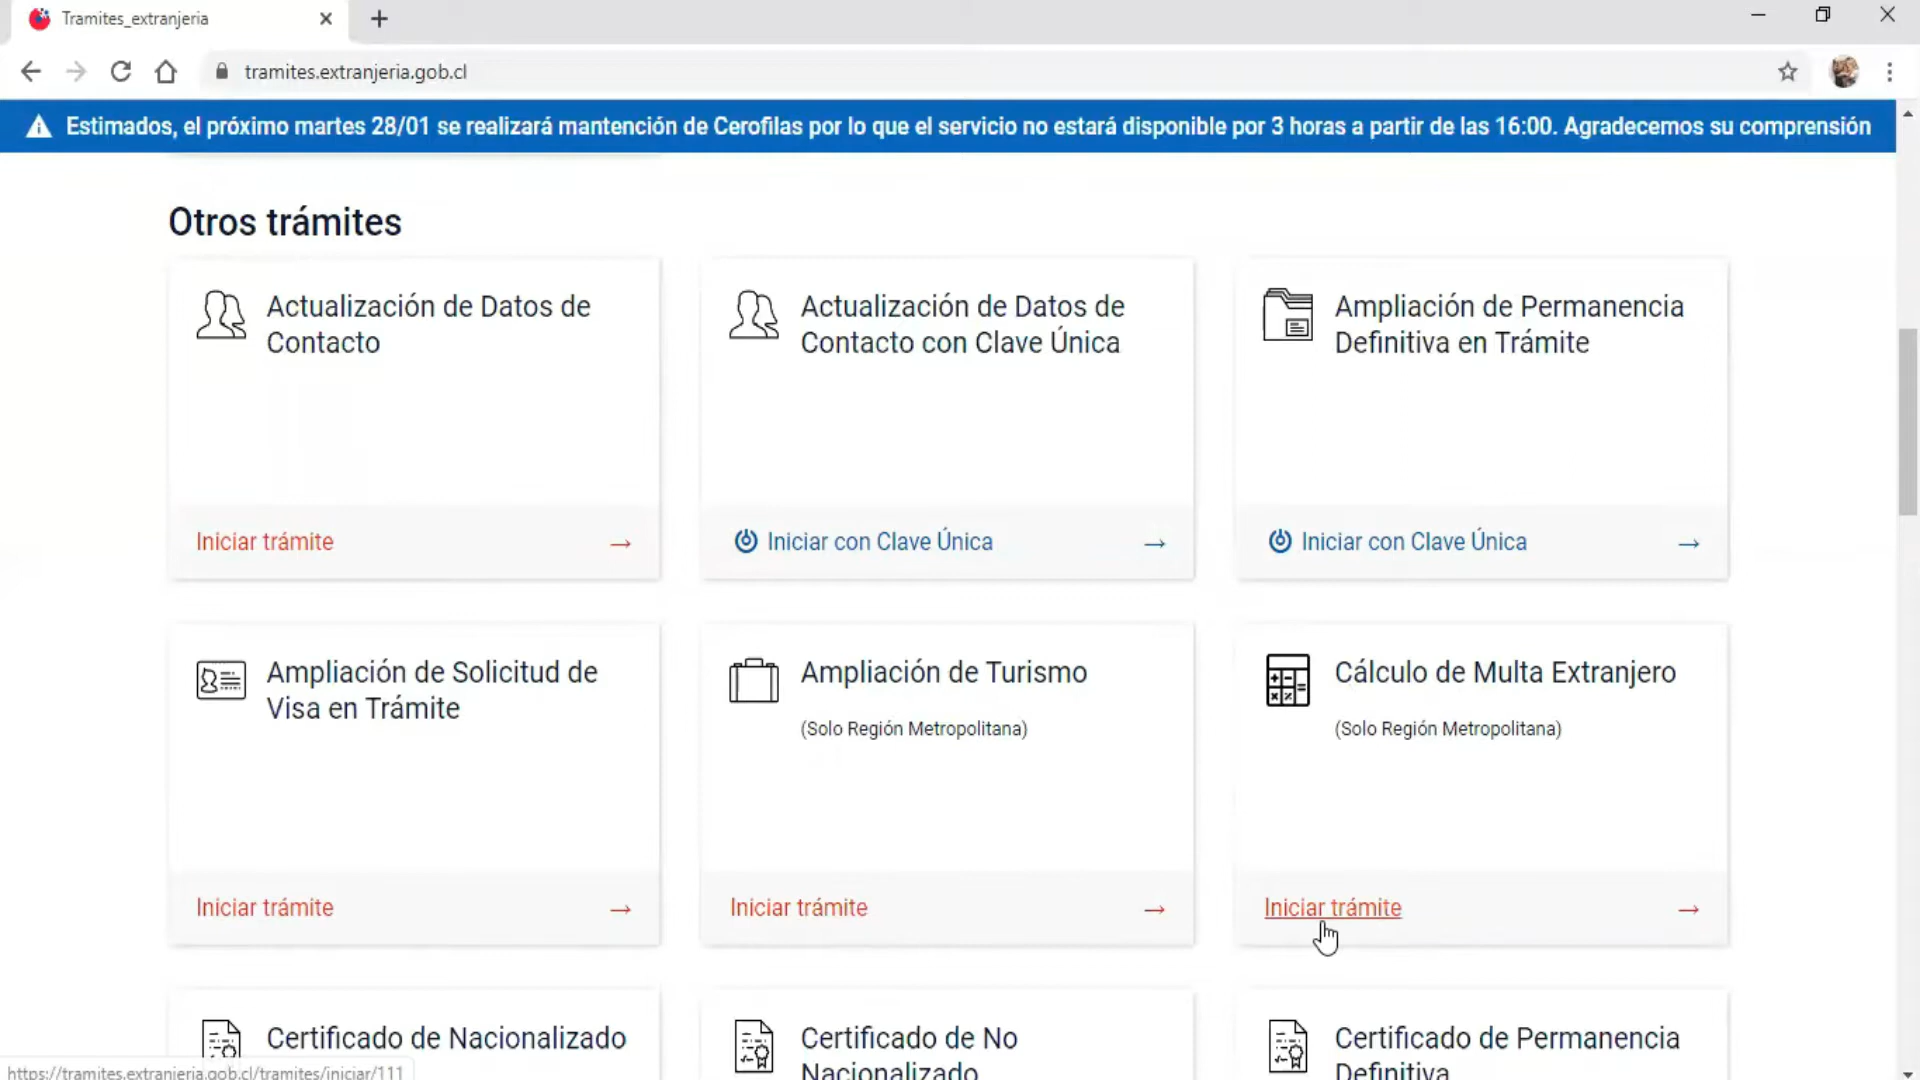 Tramites_extranjeria
tramites.extranjeria.gob.cl
Estimados, el próximo martes 28/01 se realizará mantención de Cerofilas por lo que el servicio no estará disponible por 3 horas a partir de las 16:00. Agradecemos su comprensión
Otros trámites
Actualización de Datos de
Contacto
Iniciar trámite →
Actualización de Datos de
Contacto con Clave Única
Iniciar con Clave Única →
Ampliación de Permanencia
Definitiva en Trámite
Iniciar con Clave Única →
Ampliación de Solicitud de
Visa en Trámite
Iniciar trámite →
Ampliación de Turismo
(Solo Región Metropolitana)
Iniciar trámite →
Cálculo de Multa Extranjero
(Solo Región Metropolitana)
Iniciar trámite →
Certificado de Nacionalizado
Certificado de No
Nacionalizado
Certificado de Permanencia
Definitiva
https://tramites.extranjeria.gob.cl/tramites/iniciar/111